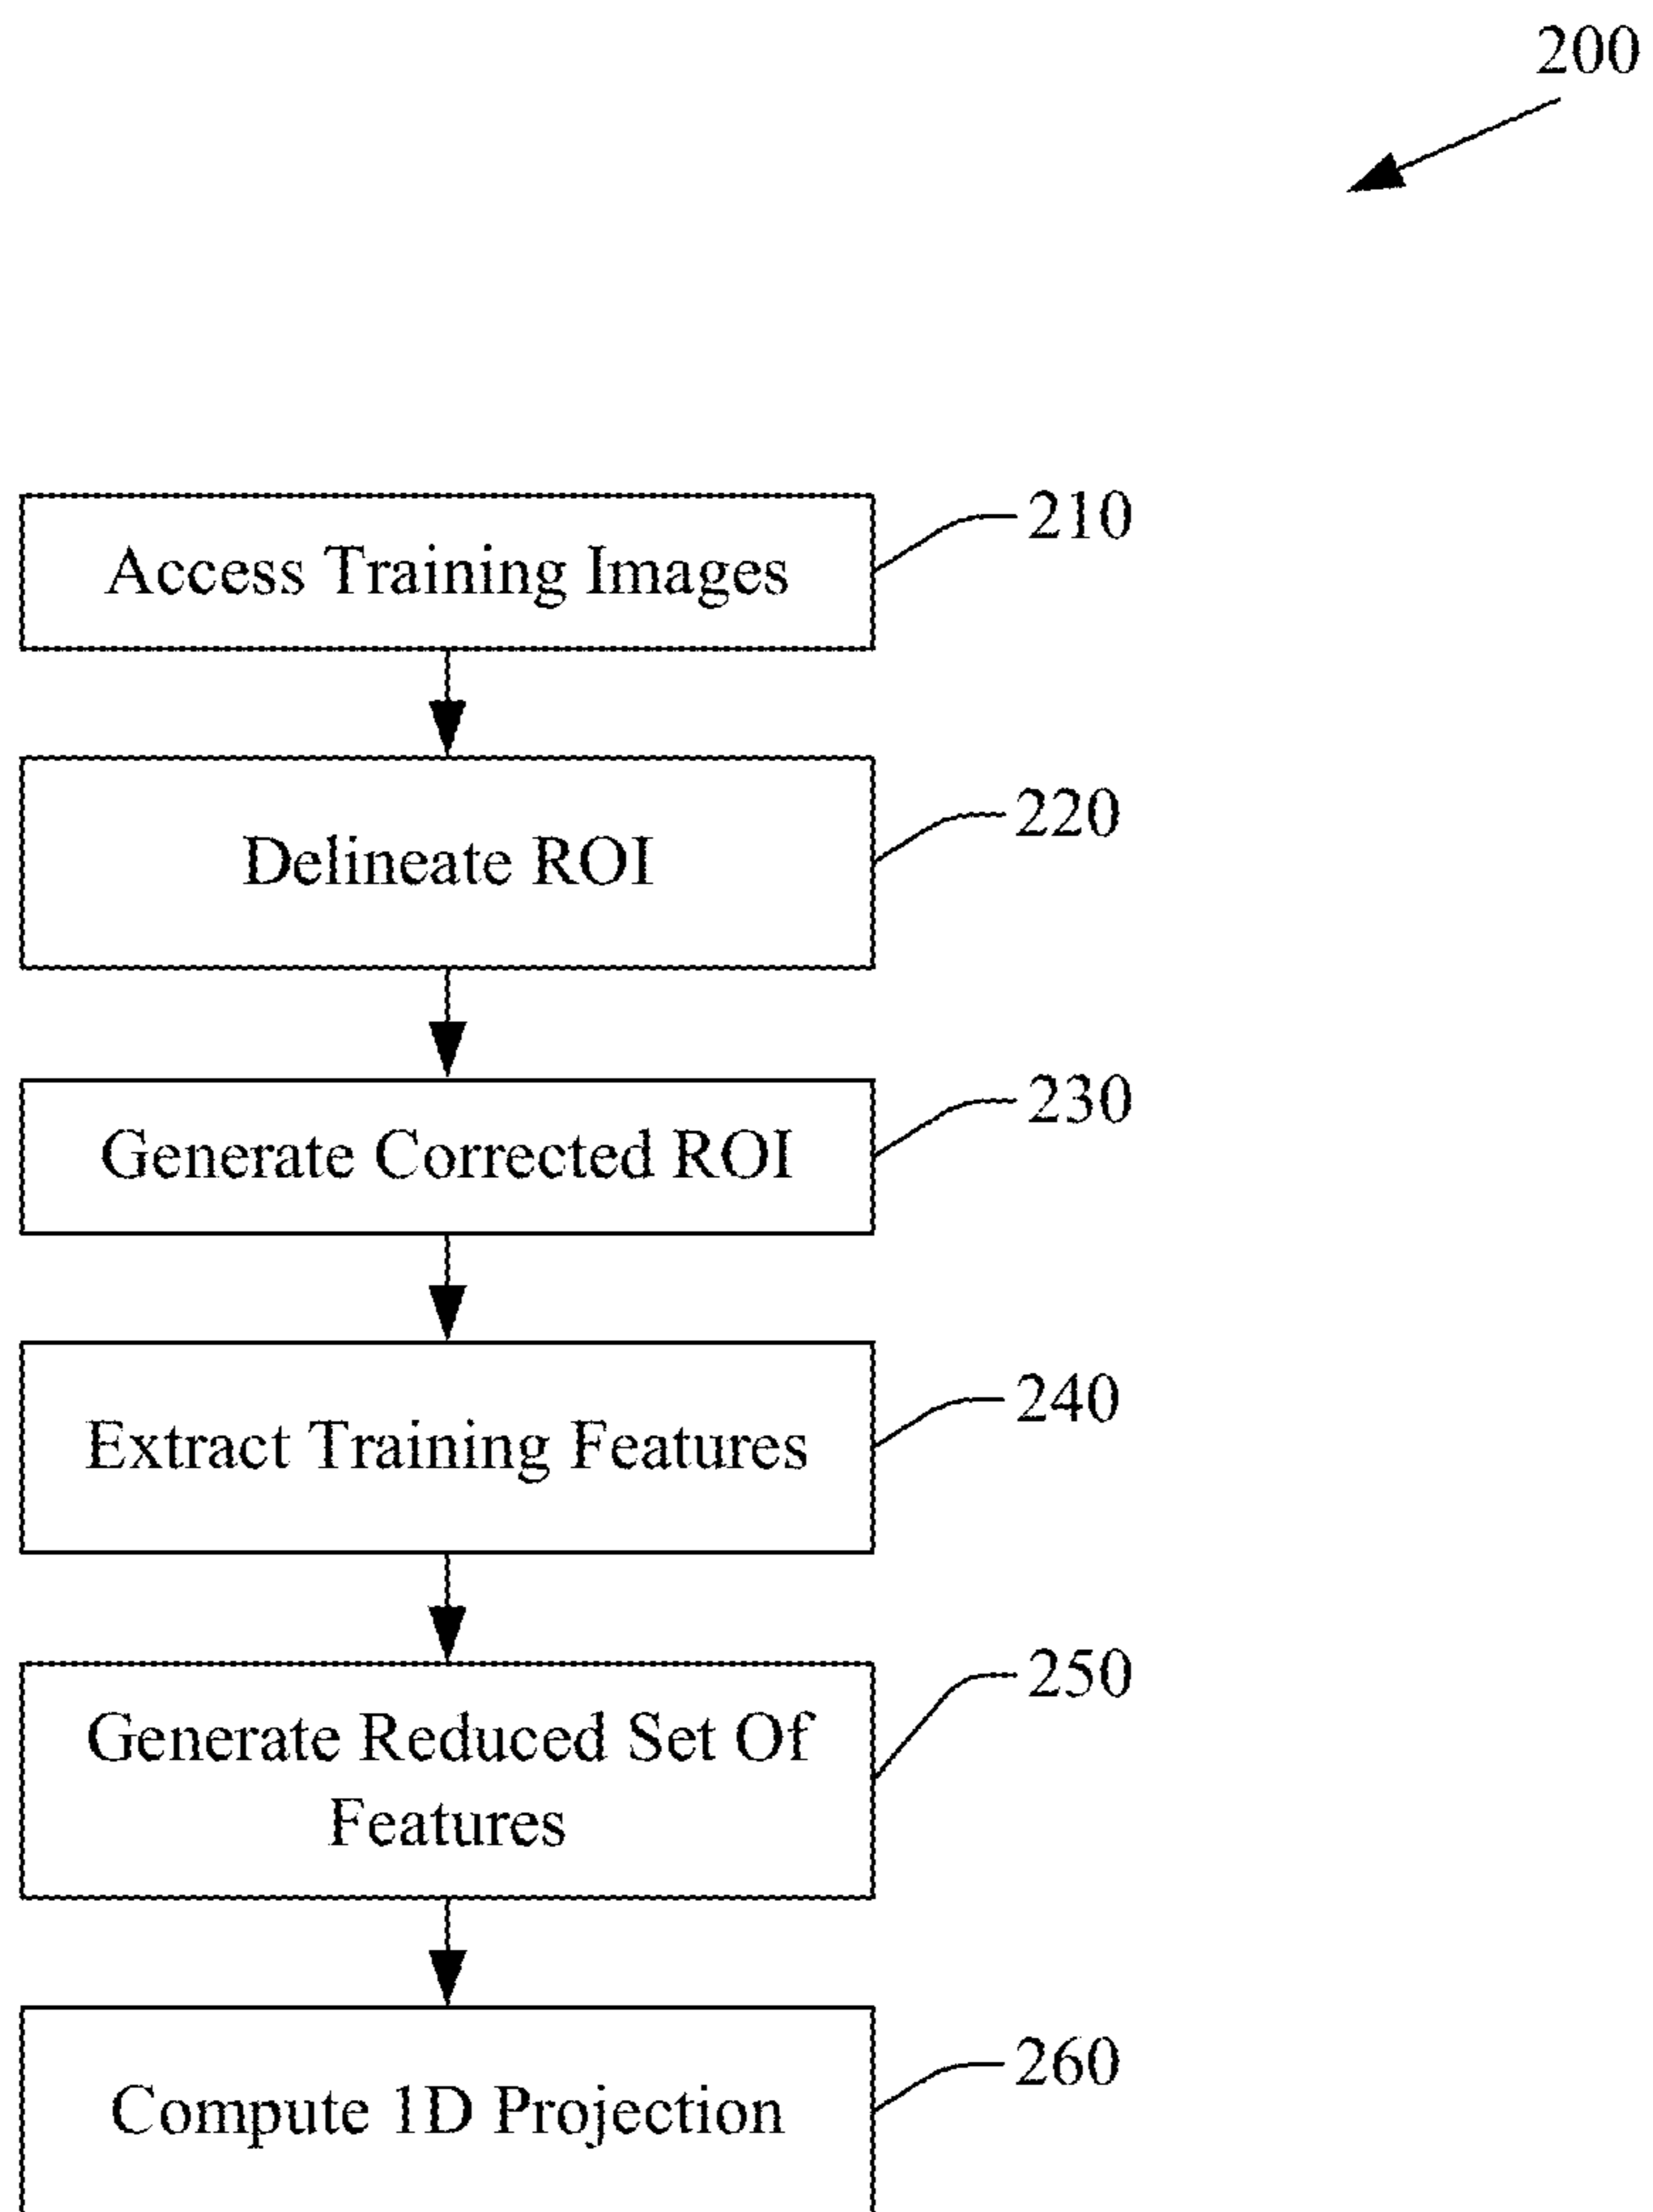 200
Access Training Images
210
Delineate ROI
220
Generate Corrected ROI
230
Extract Training Features
240
Generate Reduced Set Of
Features
250
Compute 1D Projection
260